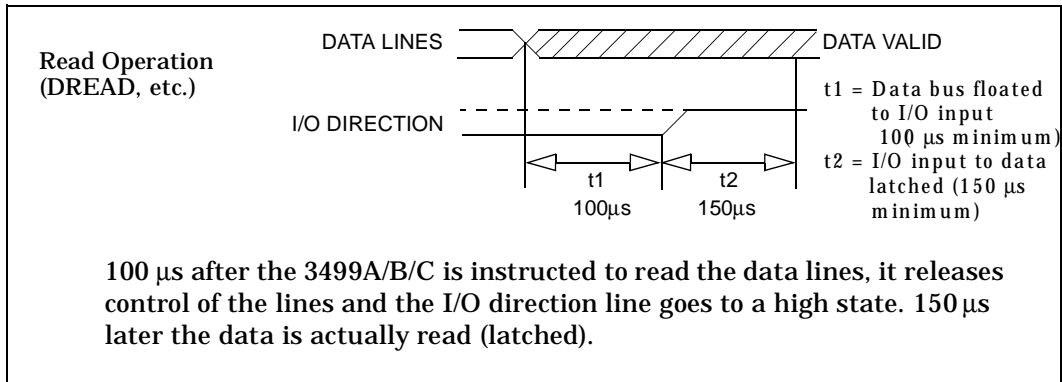 Read Operation
(DREAD, etc.)
DATA LINES
DATA VALID
I/O DIRECTION
t1 = Data bus floated
to I/O input
100 µs minimum)
t2 = I/O input to data
latched (150 µs
minimum)
t1
100µs
t2
150µs
100 µs after the 3499A/B/C is instructed to read the data lines, it releases
control of the lines and the I/O direction line goes to a high state. 150 µs
later the data is actually read (latched).